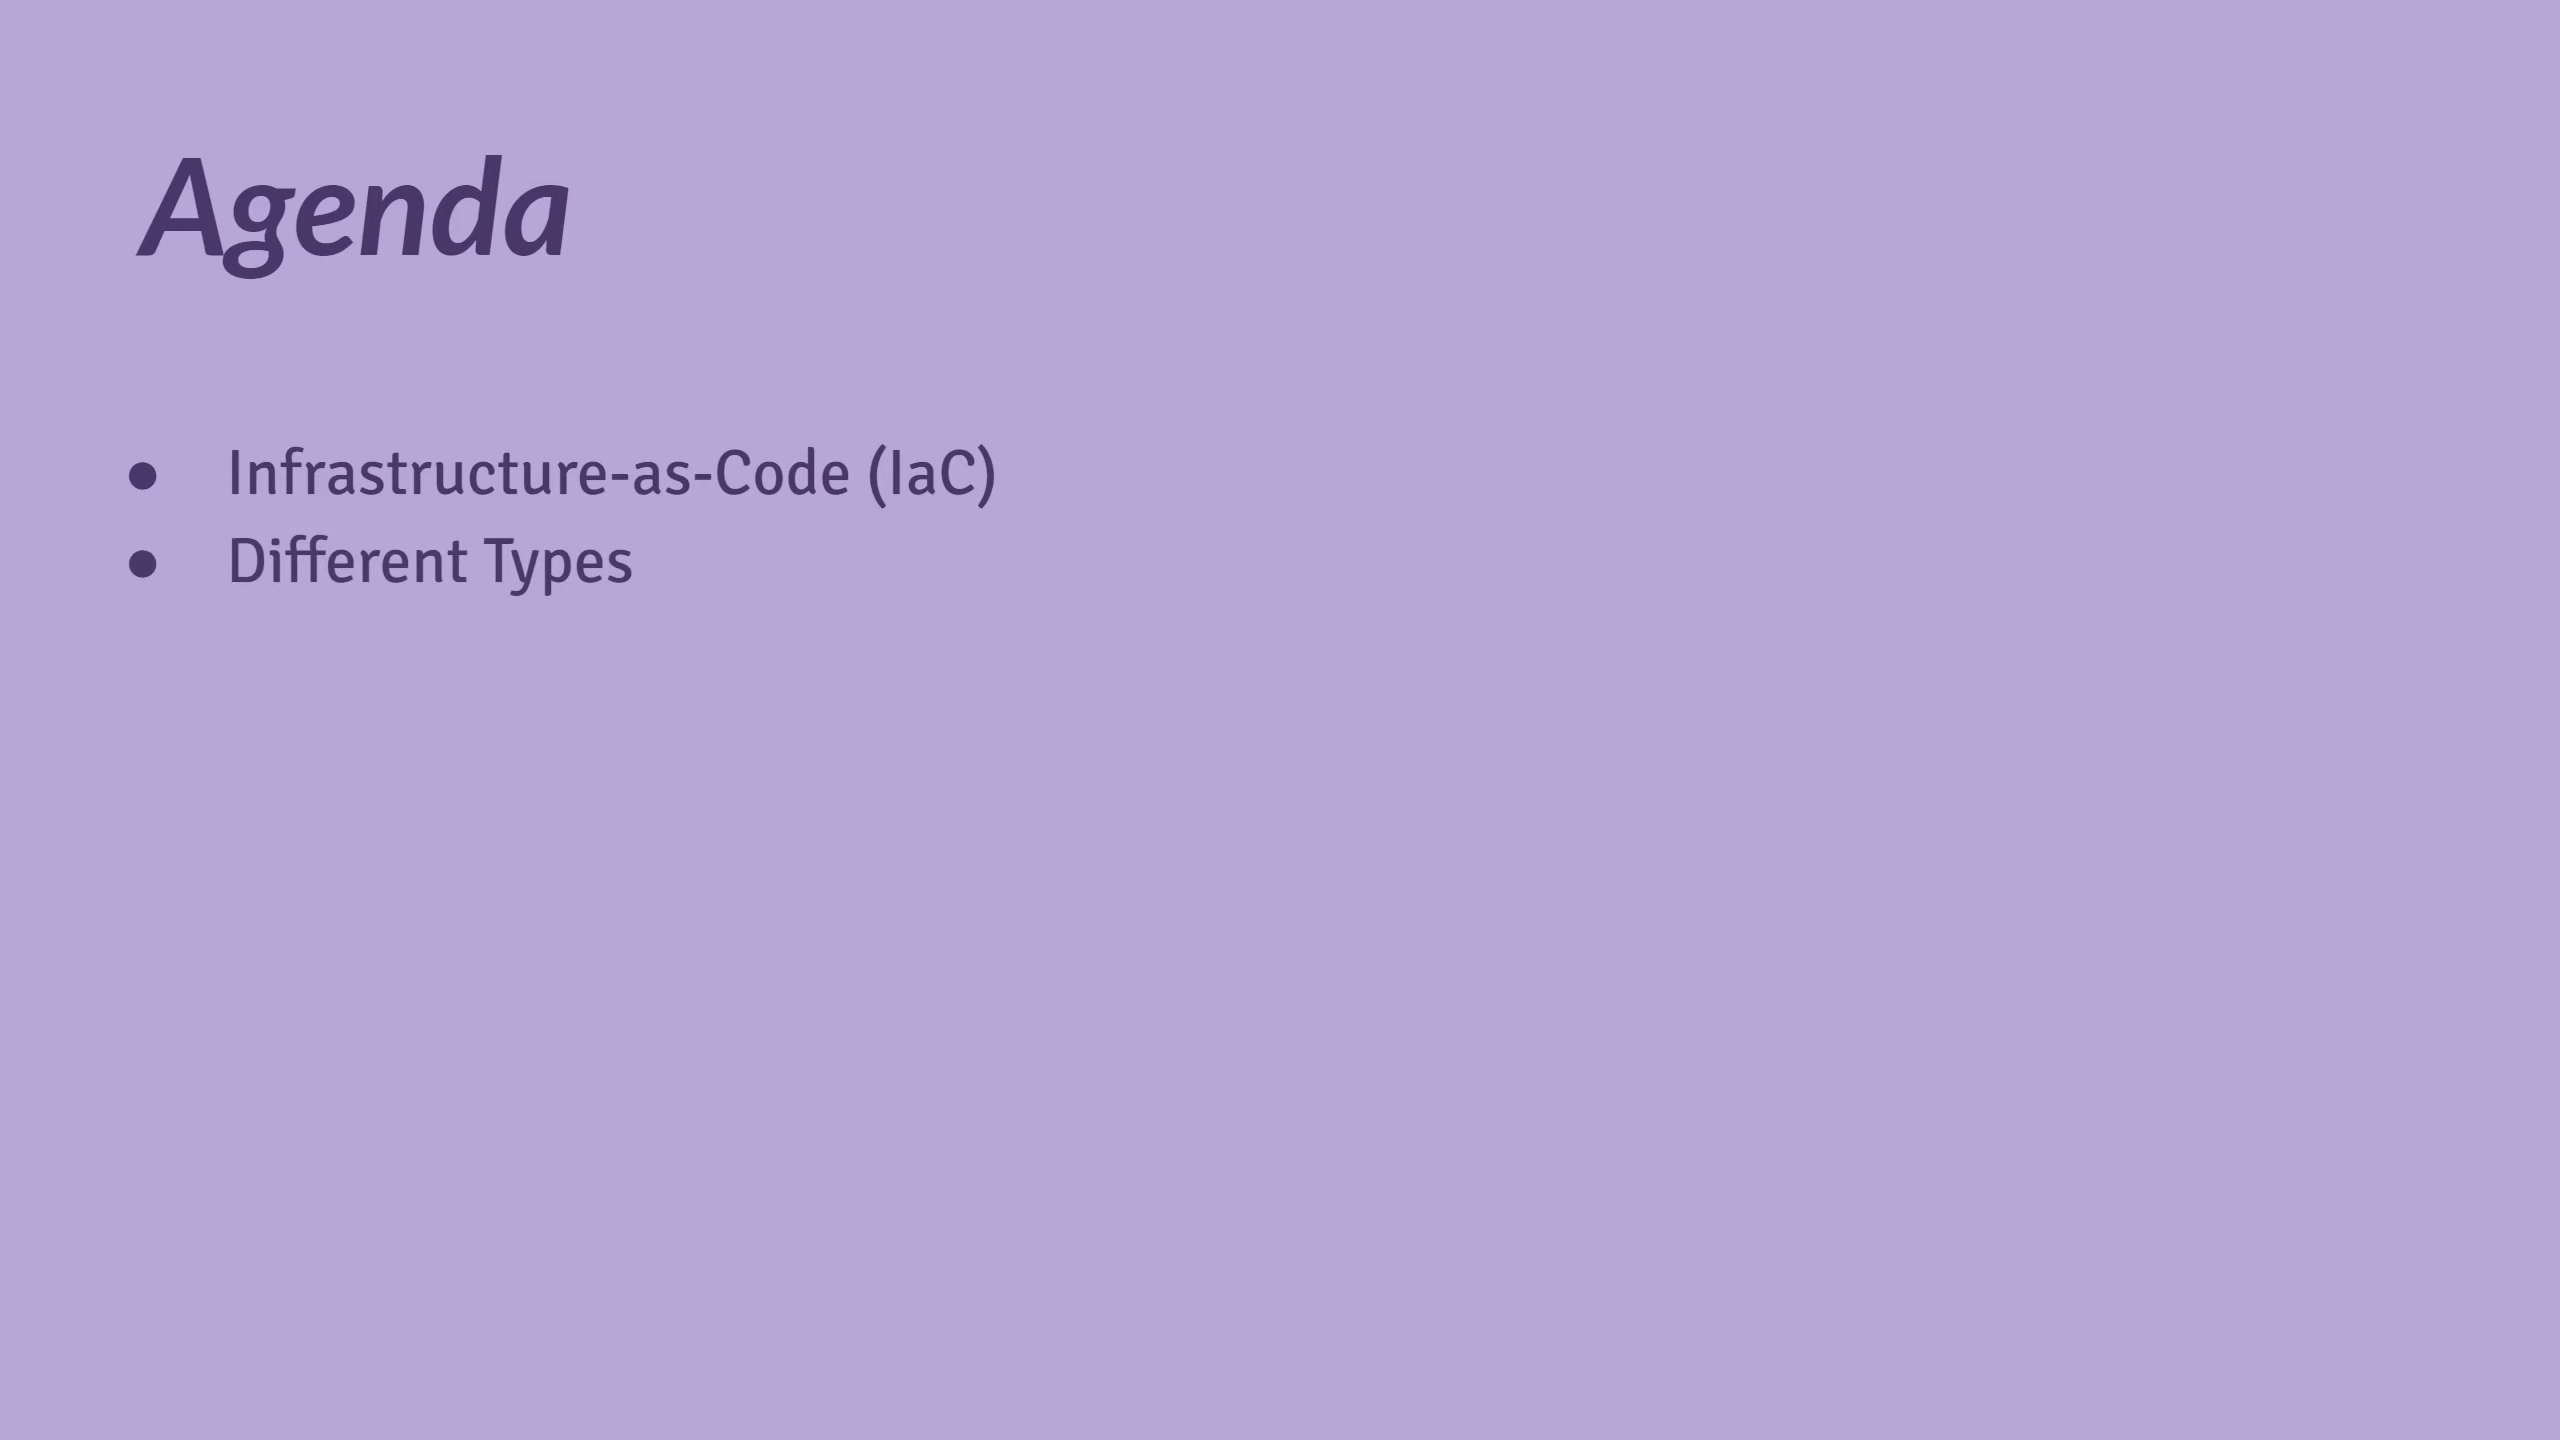 Agenda
● Infrastructure-as-Code (IaC)
● Different Types